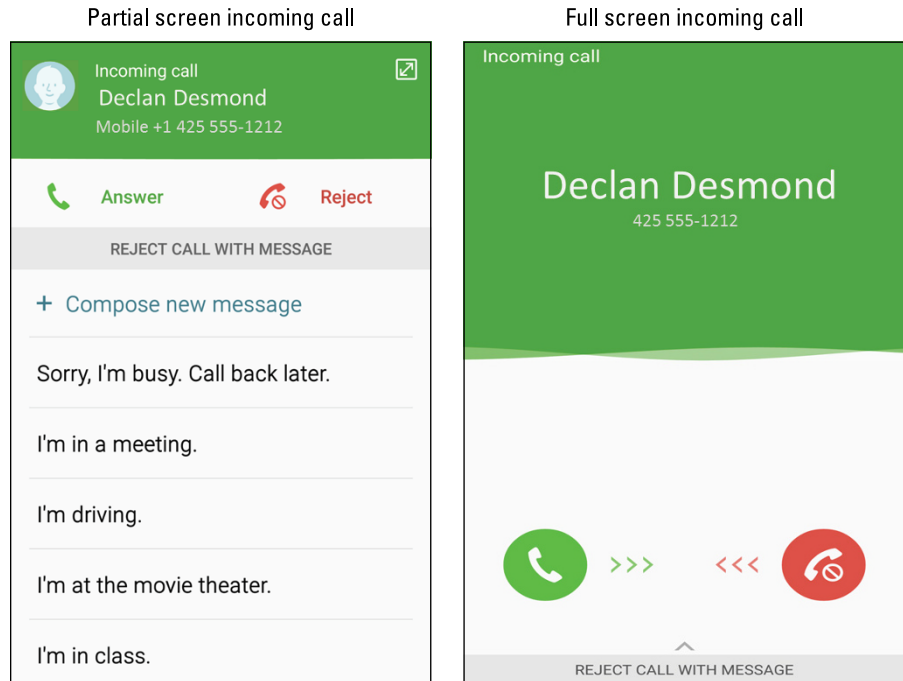 Partial screen incoming call
Incoming call
Declan Desmond
Mobile +1 425 555-1212
Answer
Reject
REJECT CALL WITH MESSAGE
+ Compose new message
Sorry, I'm busy. Call back later.
I'm in a meeting.
I'm driving.
I'm at the movie theater.
I'm in class.
Full screen incoming call
Incoming call
Declan Desmond
425 555-1212
>>>
<<<
REJECT CALL WITH MESSAGE